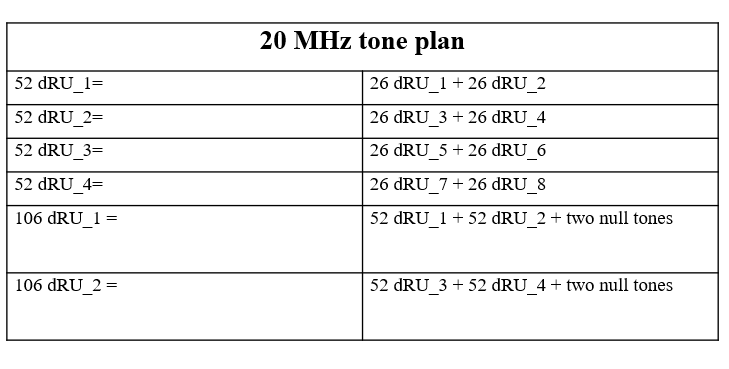 20 MHz tone plan
52 dRU_1= 26 dRU_1 + 26 dRU_2
52 dRU_2= 26 dRU_3 + 26 dRU_4
52 dRU_3= 26 dRU_5 + 26 dRU_6
52 dRU_4= 26 dRU_7 + 26 dRU_8
106 dRU_1 = 52 dRU_1 + 52 dRU_2 + two null tones
106 dRU_2 = 52 dRU_3 + 52 dRU_4 + two null tones